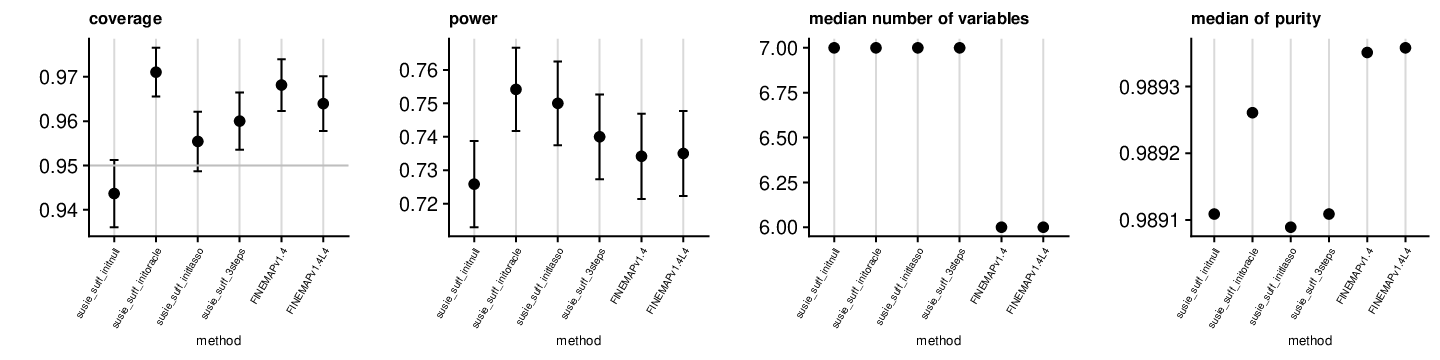 coverage
0.97
0.96
0.95
0.94
susie_suff_initnull
susie_suff_initoracle
susie_suff_initlasso
susie_suff_3steps
FINEMAPv1.4
FINEMAPv1.4L4
method
power
0.76
0.75
0.74
0.73
0.72
susie_suff_initnull
susie_suff_initoracle
susie_suff_initlasso
susie_suff_3steps
FINEMAPv1.4
FINEMAPv1.4L4
method
median number of variables
7.00
6.75
6.50
6.25
6.00
susie_suff_initnull
susie_suff_initoracle
susie_suff_initlasso
susie_suff_3steps
FINEMAPv1.4
FINEMAPv1.4L4
method
median of purity
0.9893
0.98992
0.9891
susie_suff_initnull
susie_suff_initoracle
susie_suff_initlasso
susie_suff_3steps
FINEMAPv1.4
FINEMAPv1.4L4
method